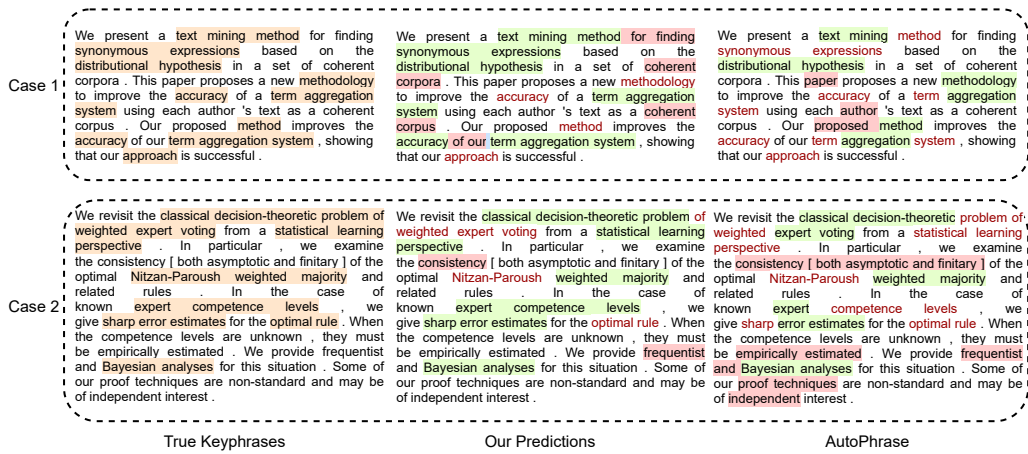 Case 1
We present a text mining method for finding
synonymous expressions based on the
distributional hypothesis in a set of coherent
corpora . This paper proposes a new methodology
to improve the accuracy of a term aggregation
system using each author 's text as a coherent
corpus . Our proposed method improves the
accuracy of our term aggregation system , showing
that our approach is successful .
We present a text mining method for finding
synonymous expressions based on the
distributional hypothesis in a set of coherent
corpora . This paper proposes a new methodology
to improve the accuracy of a term aggregation
system using each author 's text as a coherent
corpus . Our proposed method improves the
accuracy of our term aggregation system , showing
that our approach is successful .
We present a text mining method for finding
synonymous expressions based on the
distributional hypothesis in a set of coherent
corpora . This paper proposes a new methodology
to improve the accuracy of a term aggregation
system using each author 's text as a coherent
corpus . Our proposed method improves the
accuracy of our term aggregation system , showing
that our approach is successful .
Case 2
We revisit the classical decision-theoretic problem of
weighted expert voting from a statistical learning
perspective . In particular , we examine
the consistency [ both asymptotic and finitary ] of the
optimal Nitzan-Paroush weighted majority and
related rules . In the case of
known expert competence levels , we
give sharp error estimates for the optimal rule . When
the competence levels are unknown , they must
be empirically estimated . We provide frequentist
and Bayesian analyses for this situation . Some of
our proof techniques are non-standard and may be
of independent interest .
We revisit the classical decision-theoretic problem of
weighted expert voting from a statistical learning
perspective . In particular , we examine
the consistency [ both asymptotic and finitary ] of the
optimal Nitzan-Paroush weighted majority and
related rules . In the case of
known expert competence levels , we
give sharp error estimates for the optimal rule . When
the competence levels are unknown , they must
be empirically estimated . We provide frequentist
and Bayesian analyses for this situation . Some of
our proof techniques are non-standard and may be
of independent interest .
We revisit the classical decision-theoretic problem of
weighted expert voting from a statistical learning
perspective . In particular , we examine
the consistency [ both asymptotic and finitary ] of the
optimal Nitzan-Paroush weighted majority and
related rules . In the case of
known expert competence levels , we
give sharp error estimates for the optimal rule . When
the competence levels are unknown , they must
be empirically estimated . We provide frequentist
and Bayesian analyses for this situation . Some of
our proof techniques are non-standard and may be
of independent interest .
True Keyphrases
Our Predictions
AutoPhrase